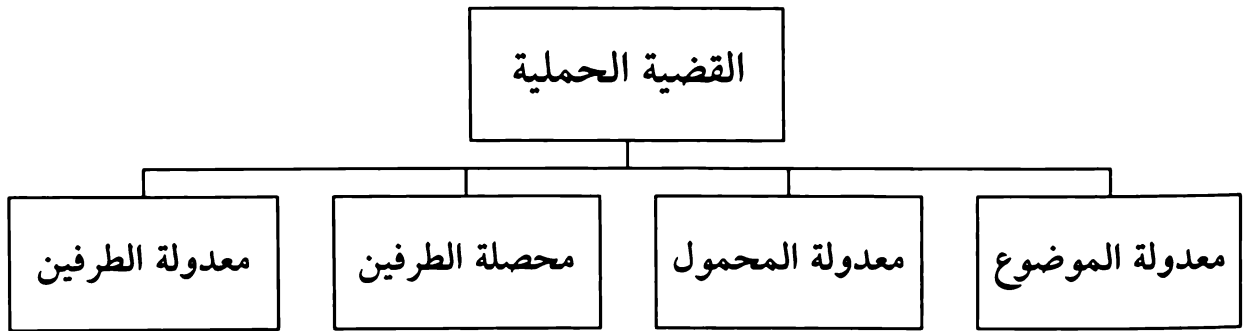 القضية الحملية
معدولة الموضوع
معدولة المحمول
محصلة الطرفين
معدولة الطرفين